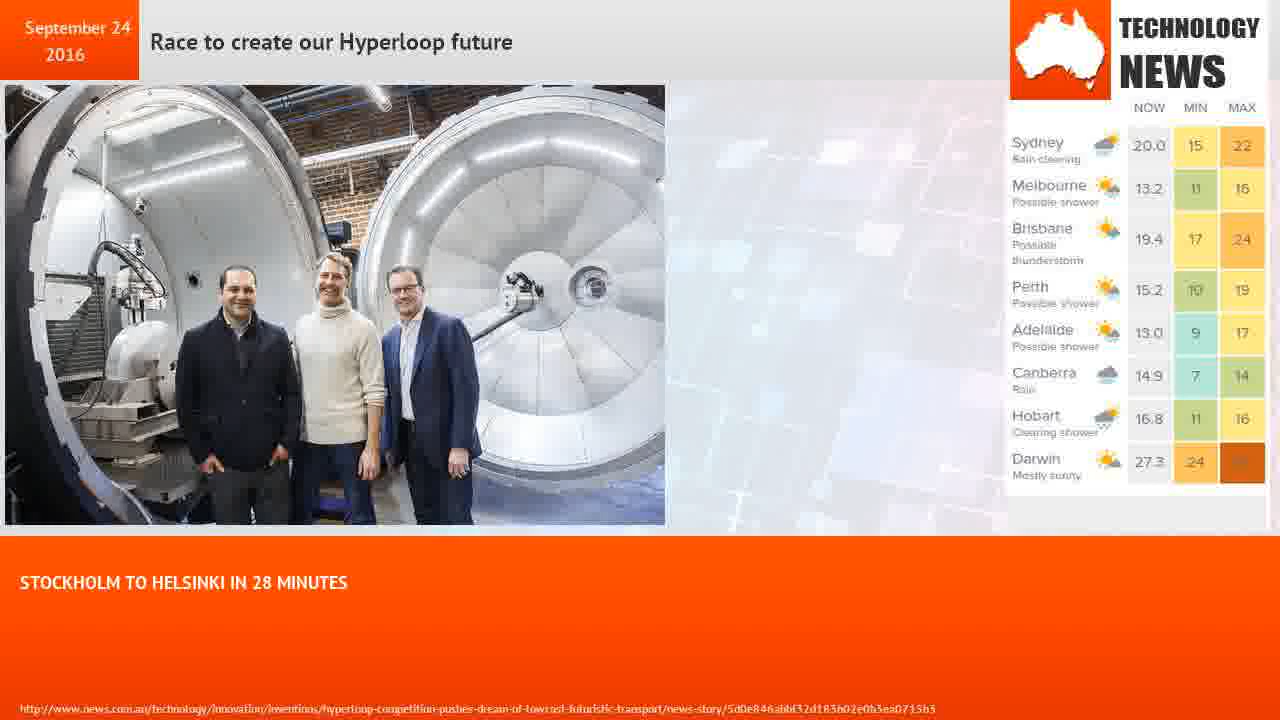 September 24
2016
Race to create our Hyperloop future
TECHNOLOGY
NEWS
NOW MIN MAX
Sydney 20.0 15 22
Rain clearing
Melbourne 13.2 11 16
Possible shower
Brisbane 19.4 17 24
Possible
thunderstorm
Perth 15.2 10 19
Possible shower
Adelaide 13.0 9 17
Possible shower
Canberra 14.9 7 14
Rain
Hobart 16.8 11 16
Clearing shower
Darwin 27.3 24
Mostly sunny
STOCKHOLM TO HELSINKI IN 28 MINUTES